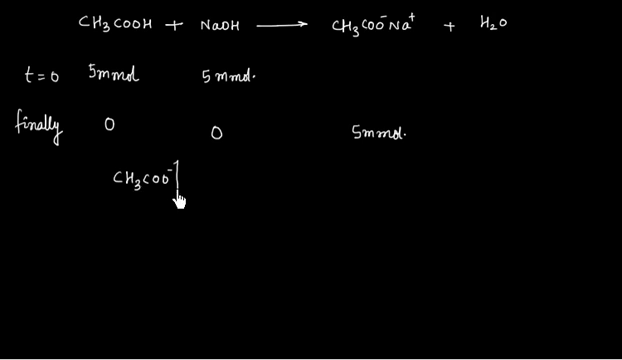 CH₃COOH + NaOH ⟶ CH₃COO⁻Na⁺ + H₂O
t=0 5mmol 5mmol.
finally 0 0 5mmol.
CH₃COO⁻